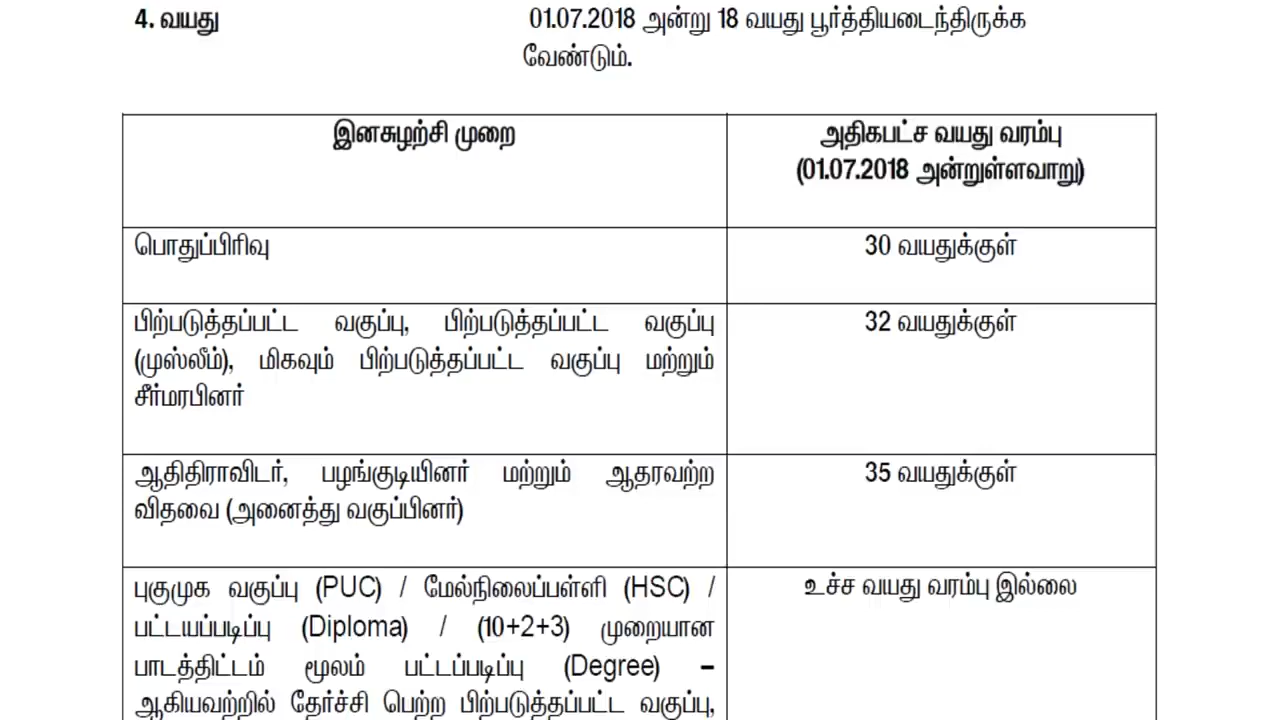 4. வயது 01.07.2018 அன்று 18 வயது பூர்த்தியடைந்திருக்க
வேண்டும்.
இனசுழற்சி முறை
அதிகபட்ச வயது வரம்பு
(01.07.2018 அன்றுள்ளவாறு)
பொதுப்பிரிவு
30 வயதுக்குள்
பிற்படுத்தப்பட்ட வகுப்பு, பிற்படுத்தப்பட்ட வகுப்பு
(முஸ்லீம்), மிகவும் பிற்படுத்தப்பட்ட வகுப்பு மற்றும்
சீர்மரபினர்
32 வயதுக்குள்
ஆதிதிராவிடர், பழங்குடியினர் மற்றும் ஆதரவற்ற
விதவை (அனைத்து வகுப்பினர்)
35 வயதுக்குள்
புகுமுக வகுப்பு (PUC) / மேல்நிலைப்பள்ளி (HSC) /
பட்டயப்படிப்பு (Diploma) / (10+2+3) முறையான
பாடத்திட்டம் மூலம் பட்டப்படிப்பு (Degree) –
ஆகியவற்றில் தேர்ச்சி பெற்ற பிற்படுத்தப்பட்ட வகுப்பு,
உச்ச வயது வரம்பு இல்லை